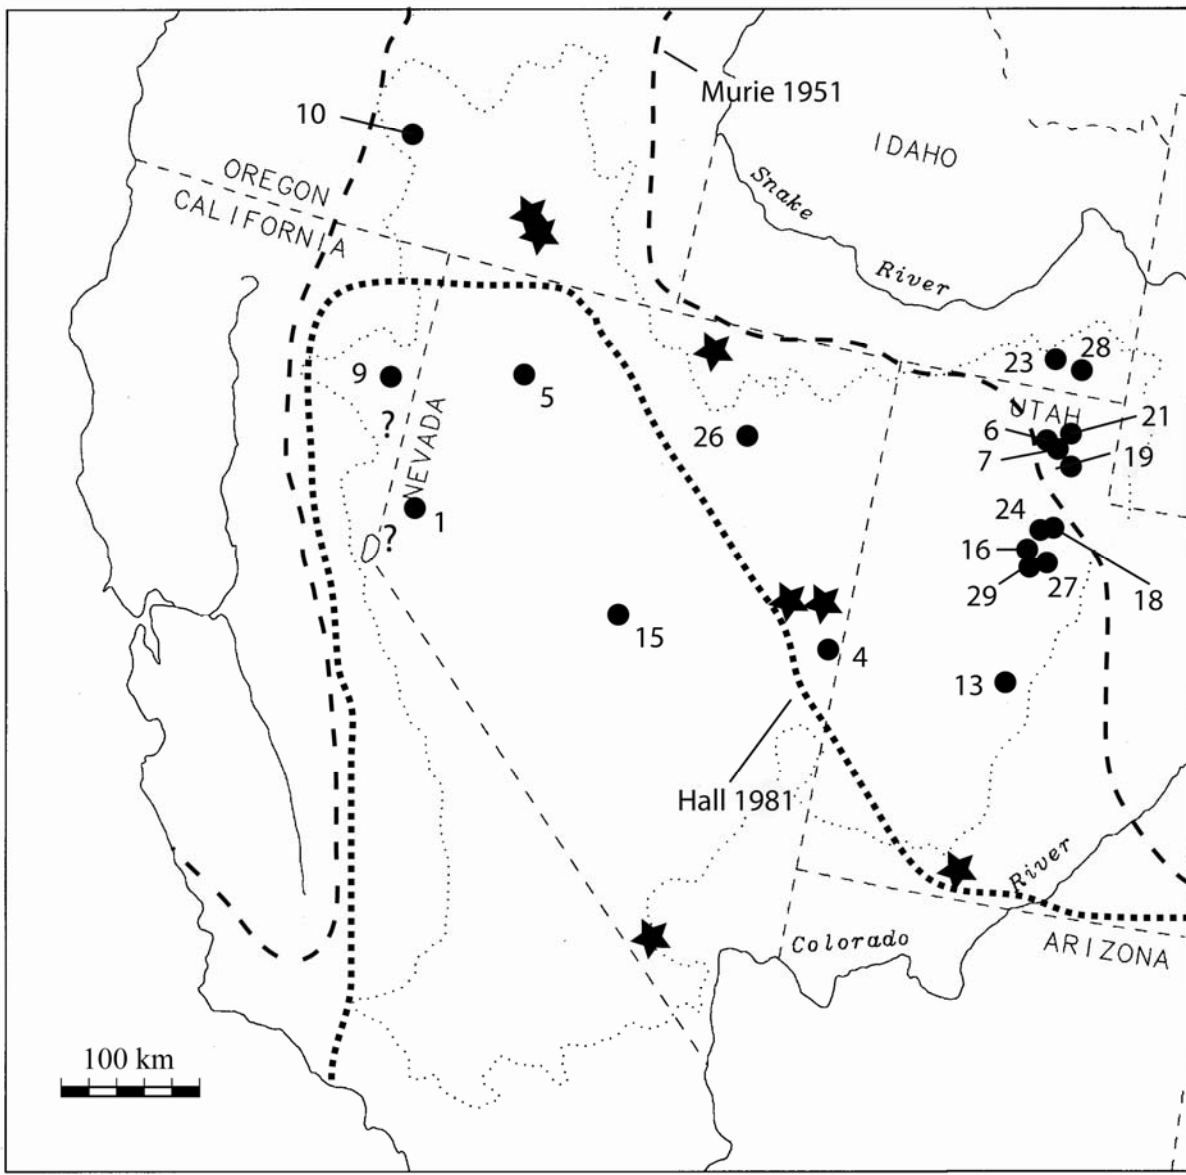 Murie 1951
10
IDAHO
OREGON
CALIFORNIA
Snake
River
9
?
5
NEVADA
23
28
UTAH
21
6
26
7
19
1
?
24
16
29
27
18
15
4
13
Hall 1981
River
Colorado
ARIZONA
100 km